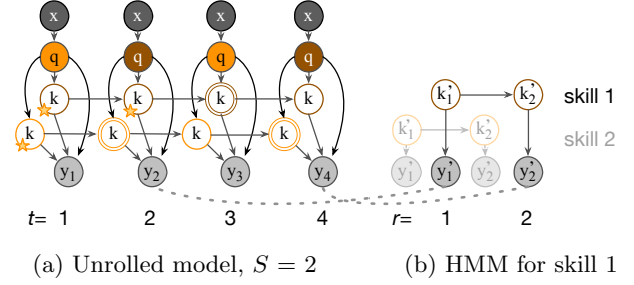 x x x x
q q q q
k k k k k'1 k'2 skill 1
k k k k k'1 k'2 skill 2
y1 y2 y3 y4 y'1 y'1 y'2 y'2
t= 1 2 3 4 r= 1 2
(a) Unrolled model, S = 2 (b) HMM for skill 1